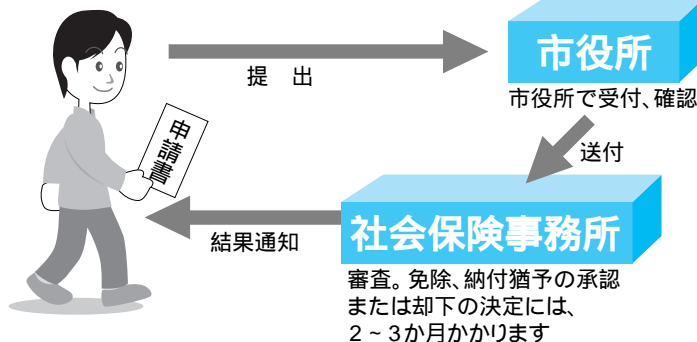 市役所
提 出
市役所で受付、確認
申請書
送付
社会保険事務所
結果通知
審査。免除、納付猶予の承認
または却下の決定には、
2~3か月かかります